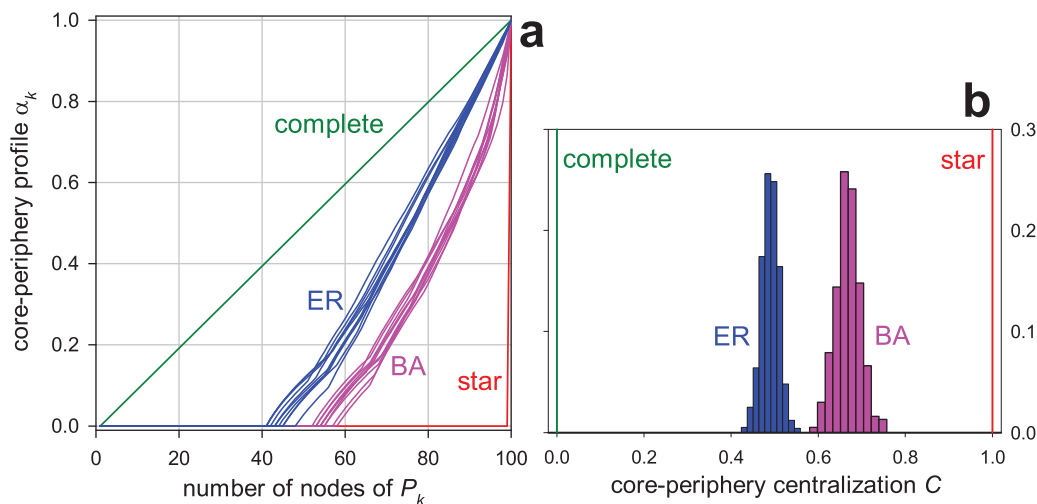 a
1.0
0.8
0.6
0.4
0.2
0.0
core-periphery profile α_k
complete
ER
BA
star
0 20 40 60 80 100
number of nodes of P_k
b
complete
star
0.3
0.2
0.1
0.0
ER
BA
0.0 0.2 0.4 0.6 0.8 1.0
core-periphery centralization C